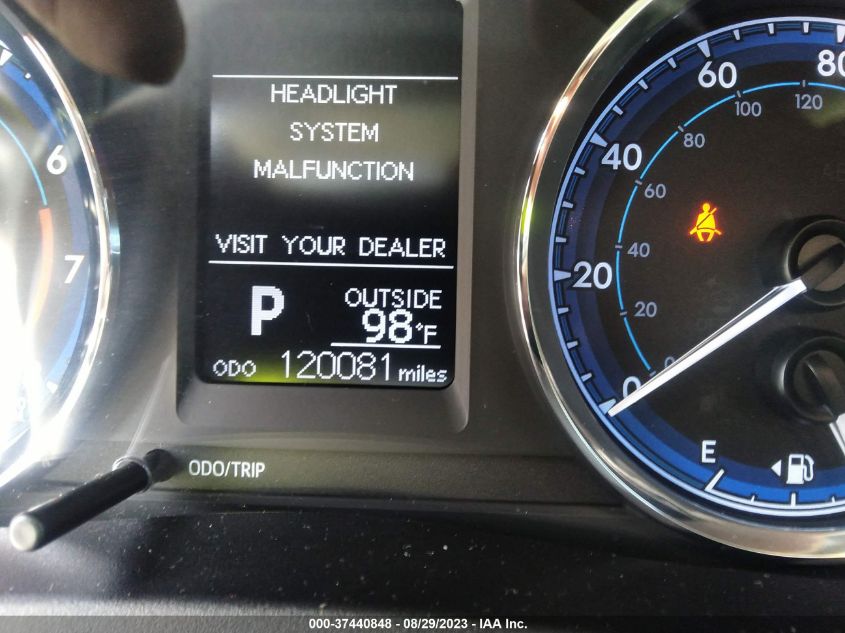 HEADLIGHT
SYSTEM
MALFUNCTION
VISIT YOUR DEALER
P
OUTSIDE
98°F
ODO 120081 miles
ODO/TRIP
6
7
0
20
40
60
80
0
20
40
60
80
100
120
E
000-37440848 - 08/29/2023 - IAA Inc.